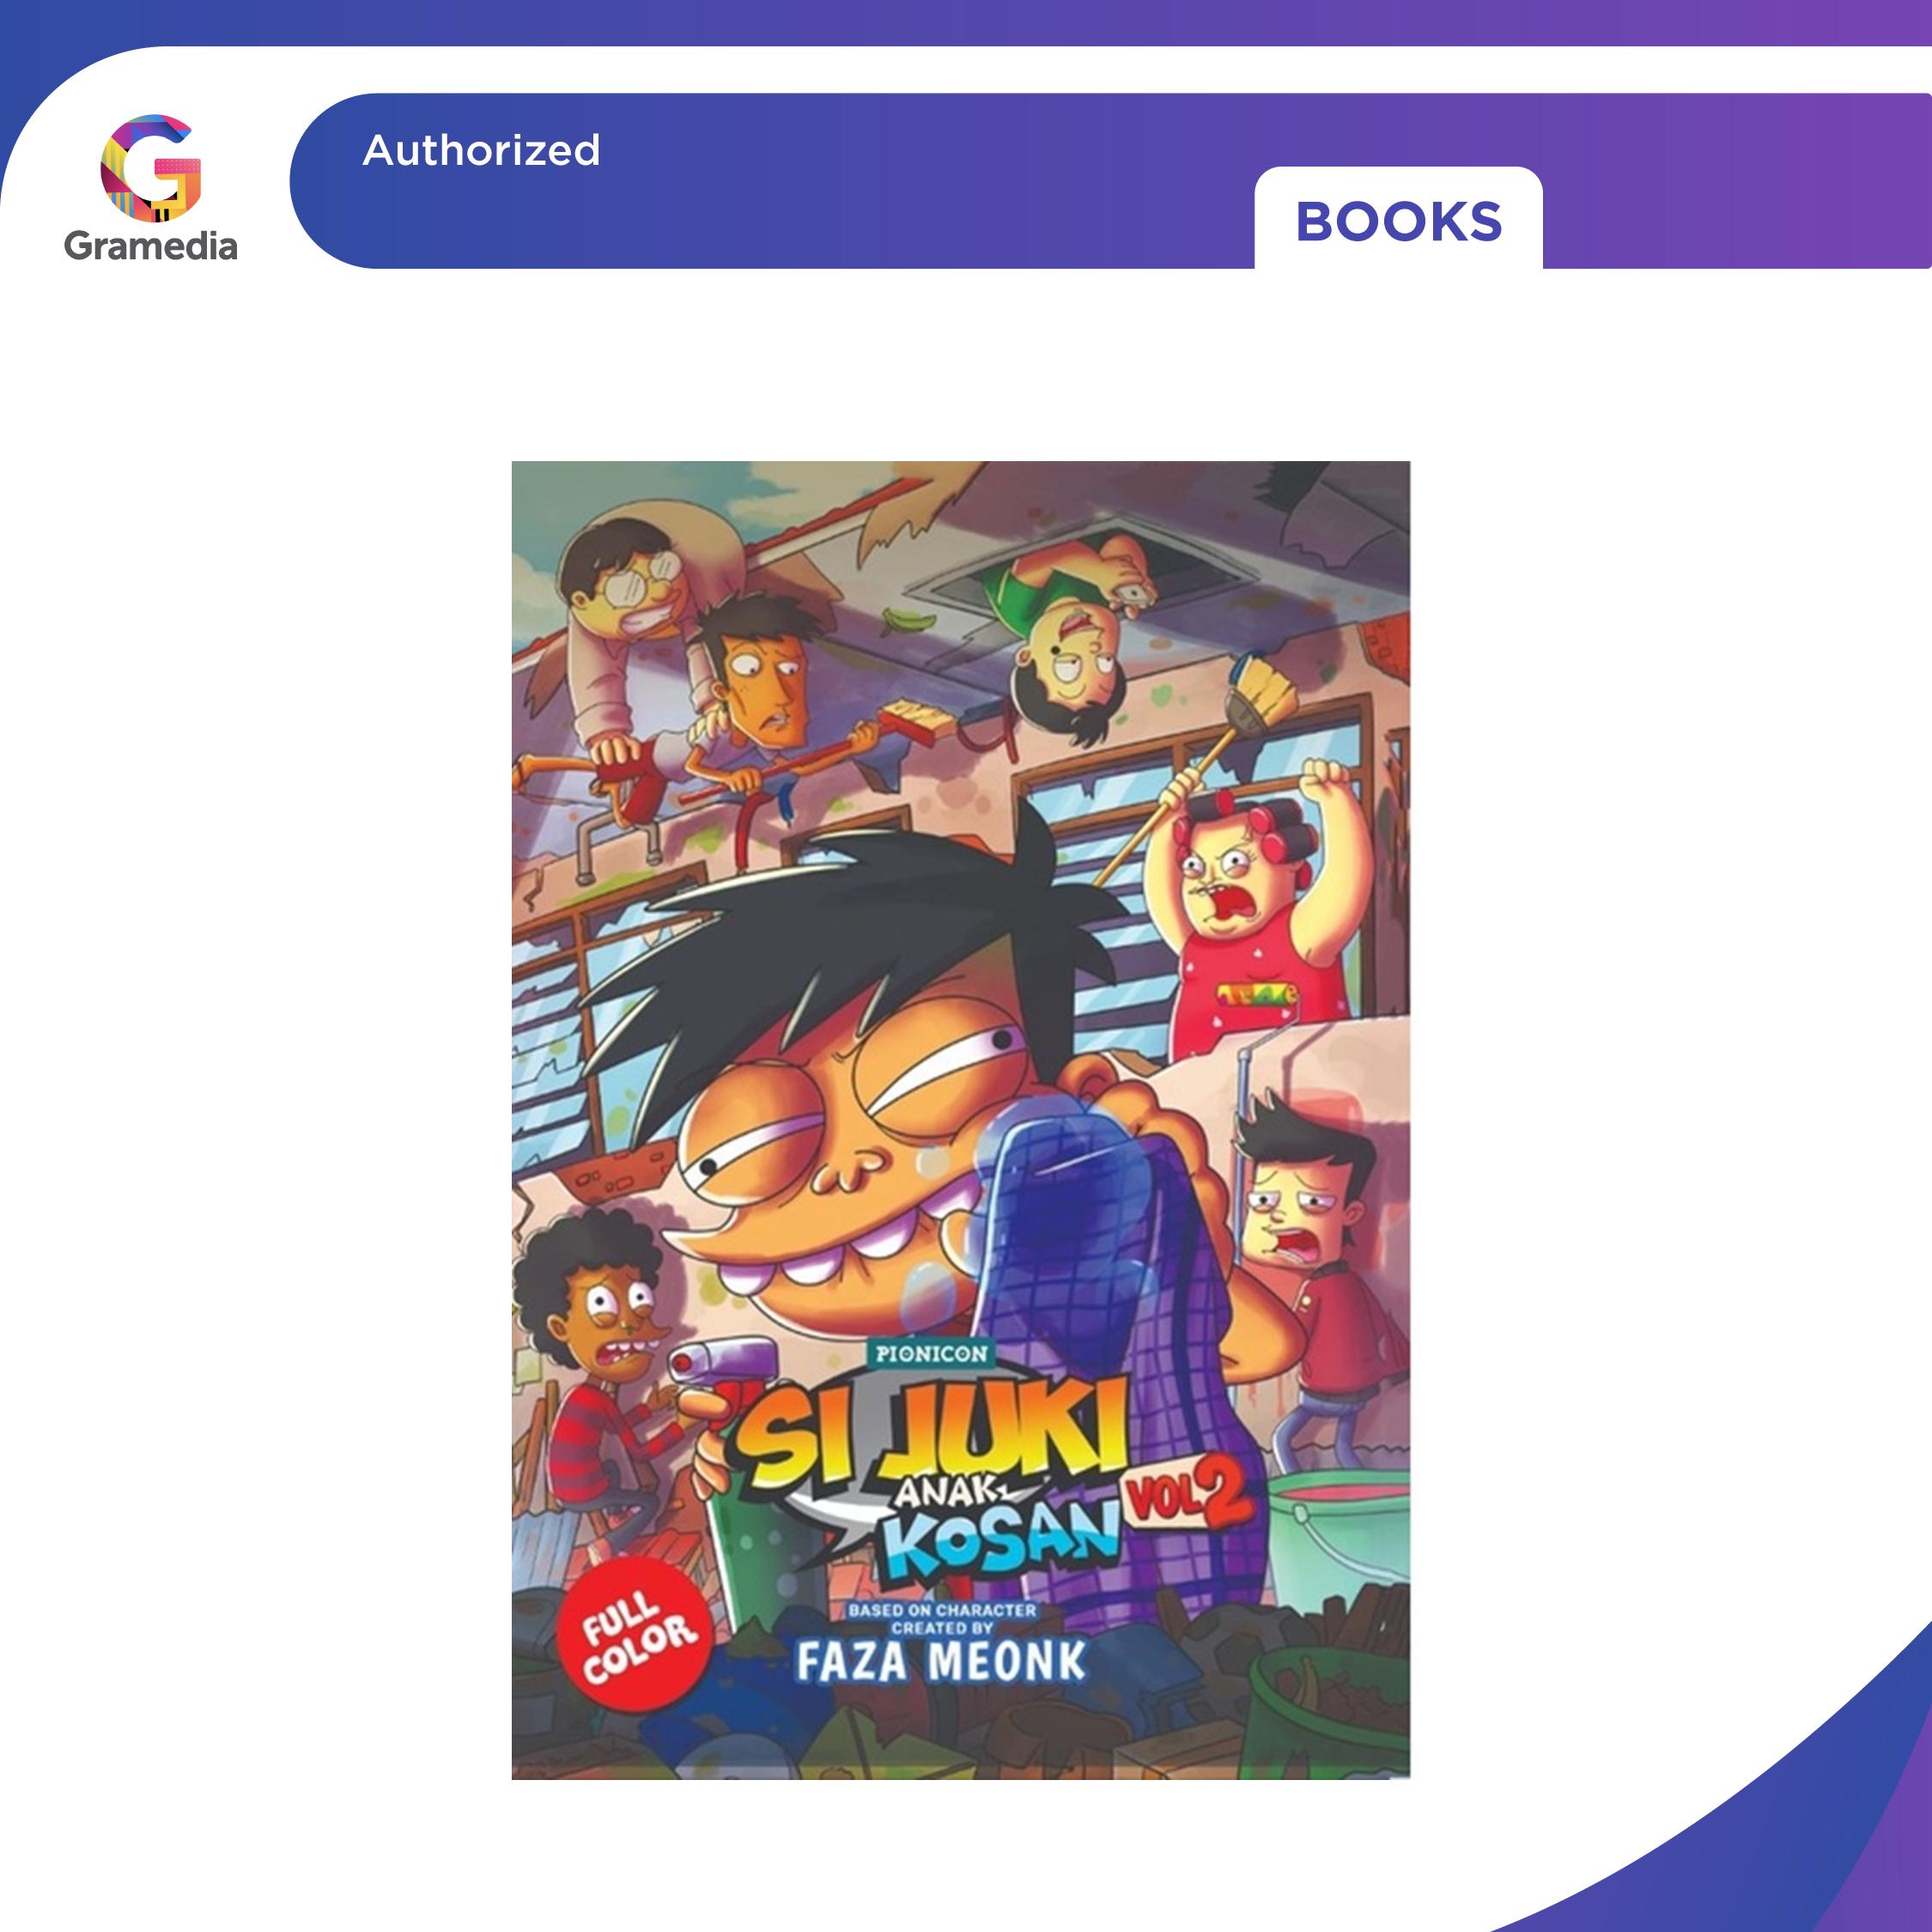 Authorized
Gramedia
BOOKS
PIONICON
SI JUKI
ANAK
KOSAN
VOL 2
FULL
COLOR
BASED ON CHARACTER
CREATED BY
FAZA MEONK